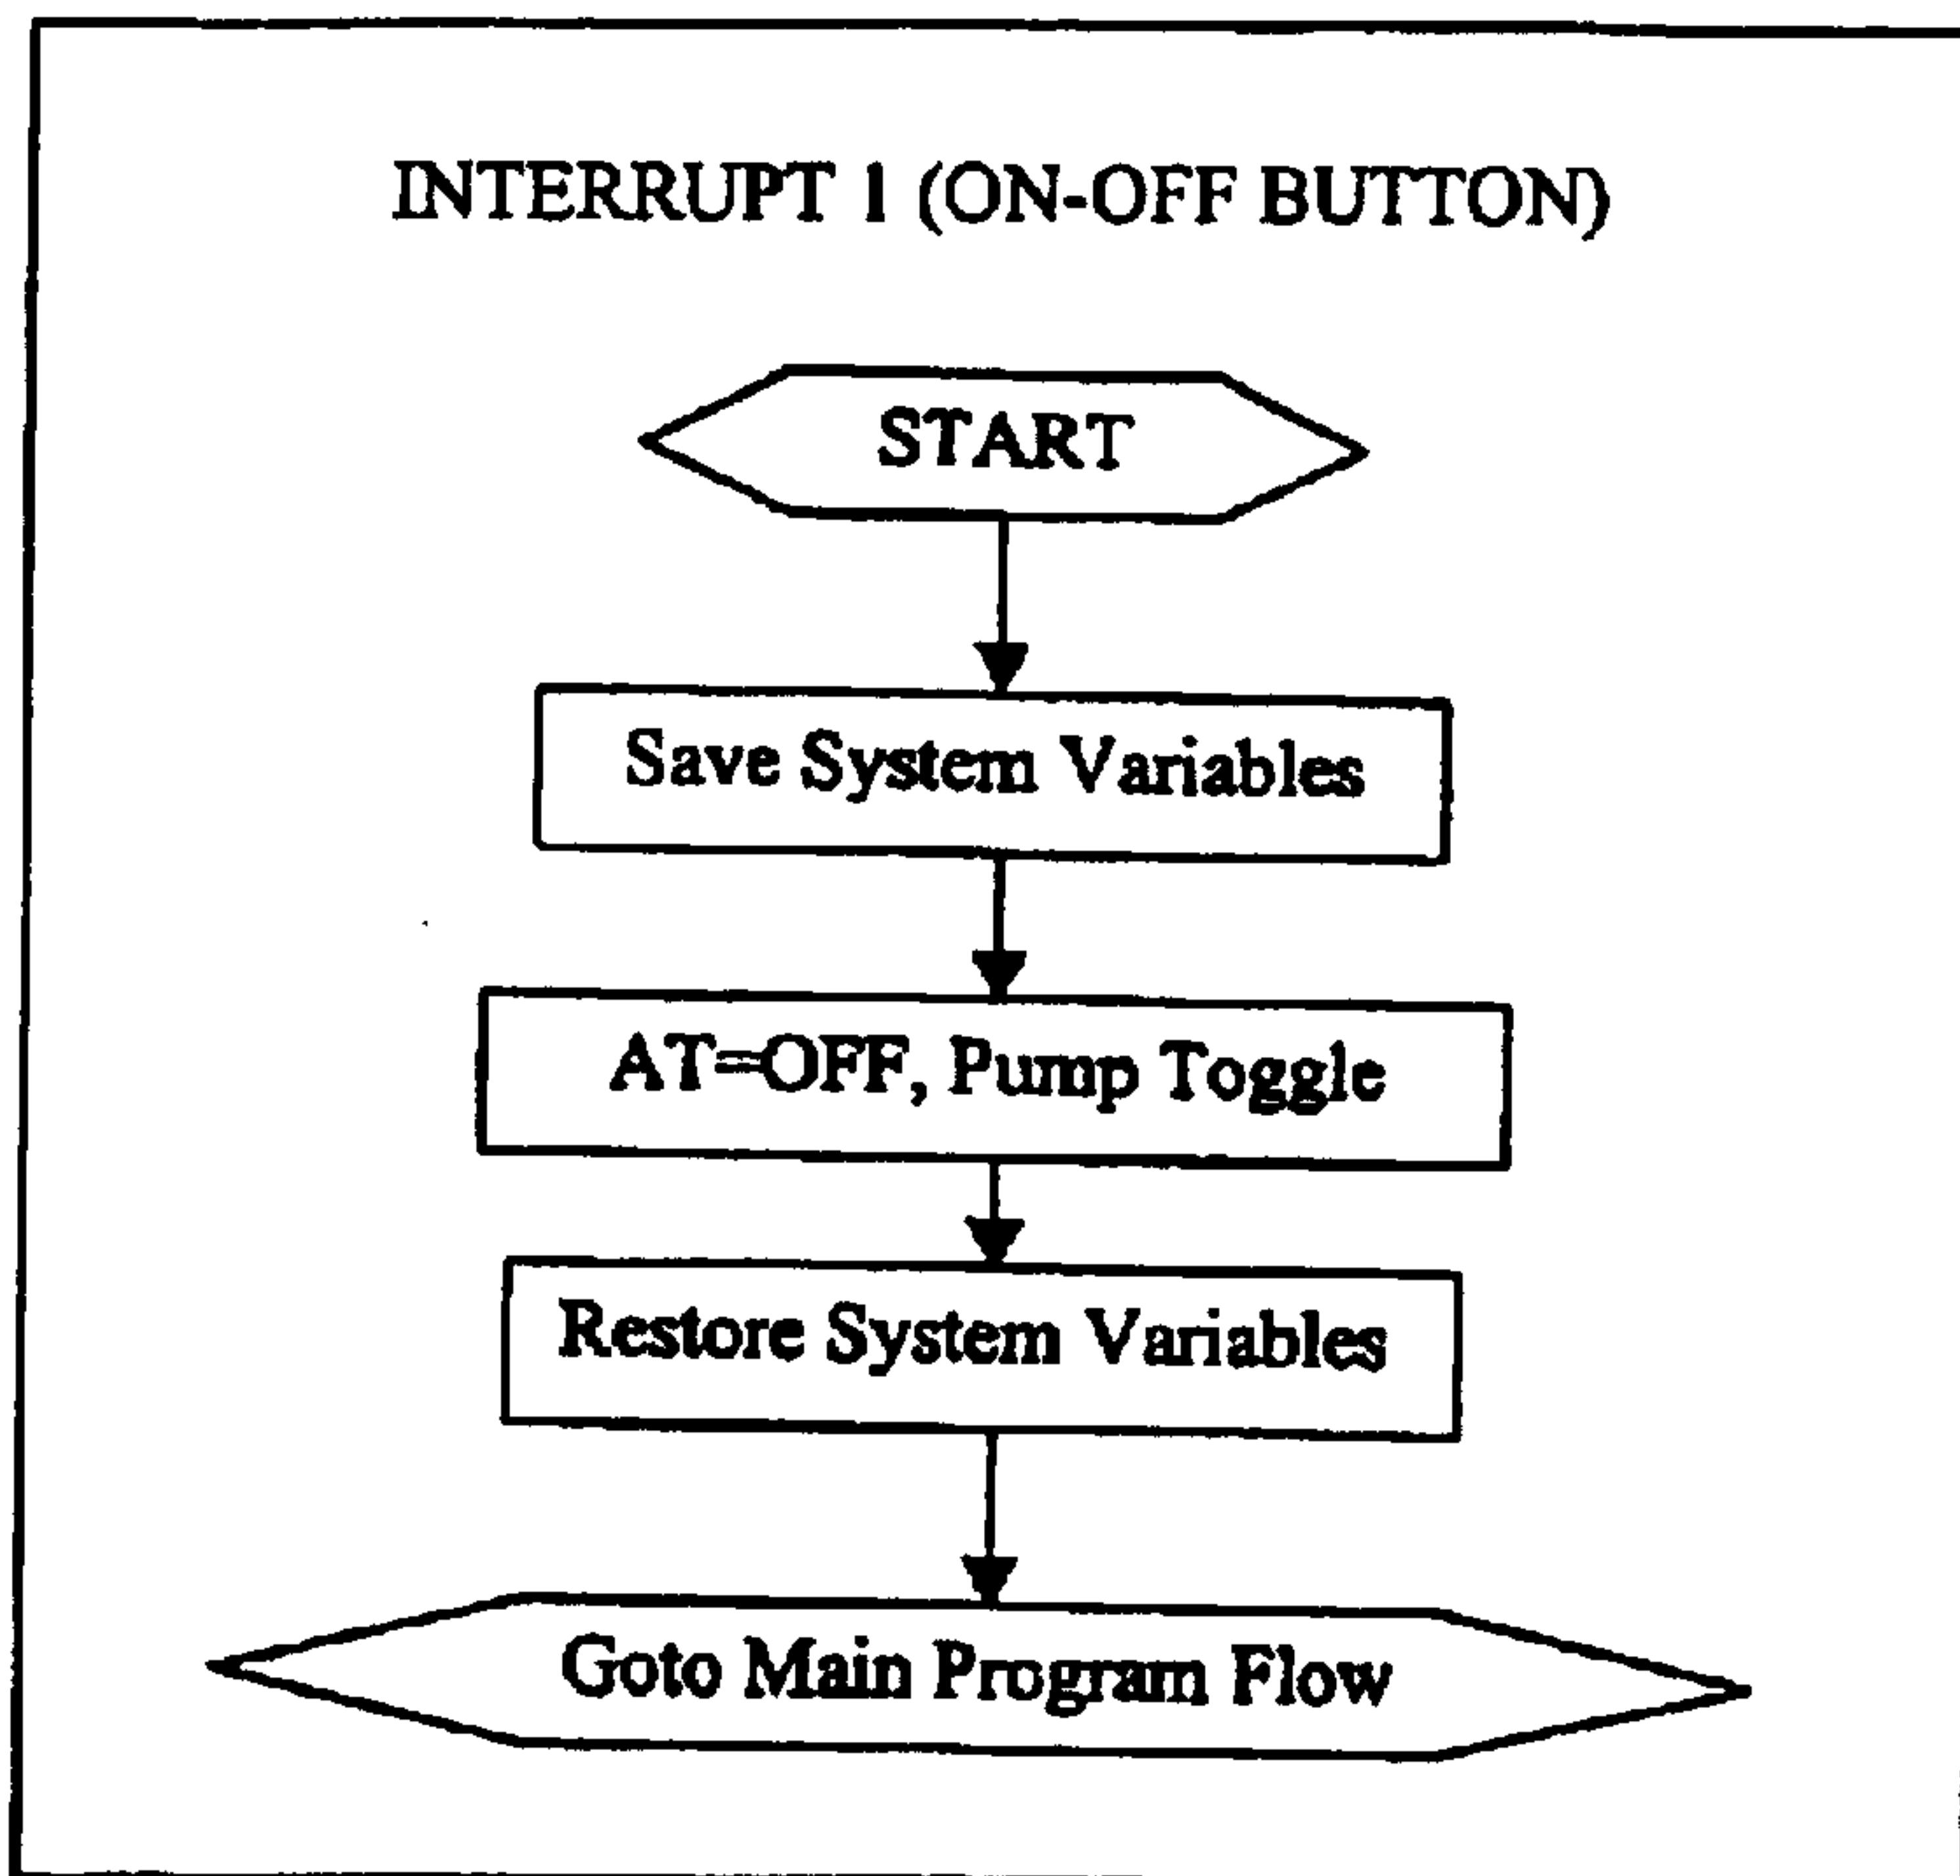 INTERRUPT 1 (ON-OFF BUTTON)
START
Save System Variables
AT=OFF, Pump Toggle
Restore System Variables
Goto Main Program Flow